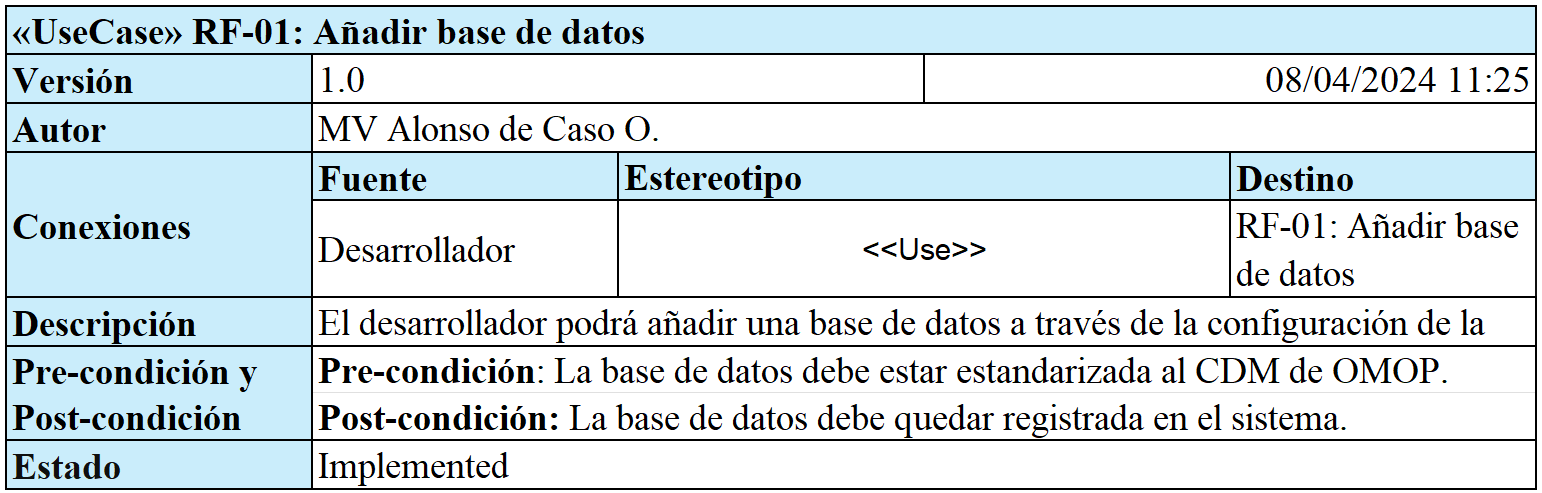 «UseCase» RF-01: Añadir base de datos
Versión 1.0 08/04/2024 11:25
Autor MV Alonso de Caso O.
Conexiones
Fuente Estereotipo Destino
Desarrollador <<Use>> RF-01: Añadir base
de datos
Descripción El desarrollador podrá añadir una base de datos a través de la configuración de la
Pre-condición y Pre-condición: La base de datos debe estar estandarizada al CDM de OMOP.
Post-condición Post-condición: La base de datos debe quedar registrada en el sistema.
Estado Implemented